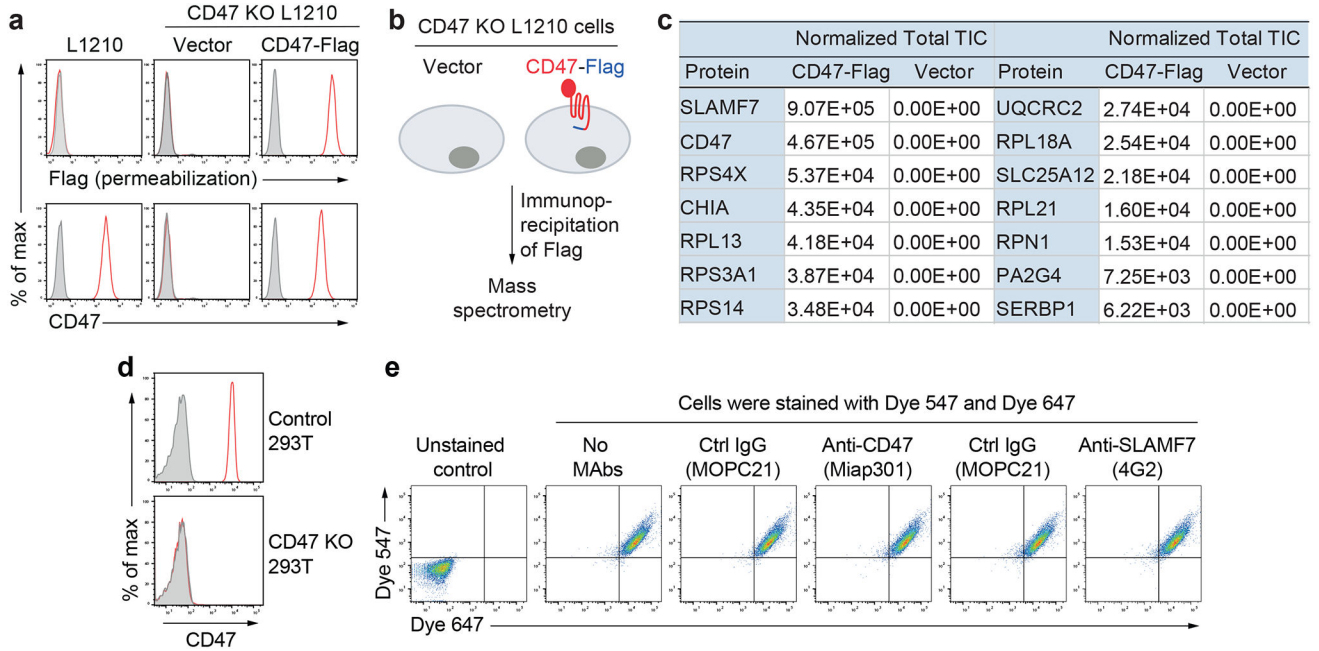 a
CD47 KO L1210
L1210
Vector
CD47-Flag
Flag (permeabilization)
% of max
CD47
b
CD47 KO L1210 cells
Vector
CD47-Flag
Immunop-
recipitation
of Flag
Mass
spectrometry
c
Normalized Total TIC Normalized Total TIC
Protein CD47-Flag Vector Protein CD47-Flag Vector
SLAMF7 9.07E+05 0.00E+00 UQCRC2 2.74E+04 0.00E+00
CD47 4.67E+05 0.00E+00 RPL18A 2.54E+04 0.00E+00
RPS4X 5.37E+04 0.00E+00 SLC25A12 2.18E+04 0.00E+00
CHIA 4.35E+04 0.00E+00 RPL21 1.60E+04 0.00E+00
RPL13 4.18E+04 0.00E+00 RPN1 1.53E+04 0.00E+00
RPS3A1 3.87E+04 0.00E+00 PA2G4 7.25E+03 0.00E+00
RPS14 3.48E+04 0.00E+00 SERBP1 6.22E+03 0.00E+00
d
Control
293T
CD47 KO
293T
% of max
CD47
e
Cells were stained with Dye 547 and Dye 647
Unstained
control
No
MAbs
Ctrl IgG
(MOPC21)
Anti-CD47
(Miap301)
Ctrl IgG
(MOPC21)
Anti-SLAMF7
(4G2)
Dye 547
Dye 647